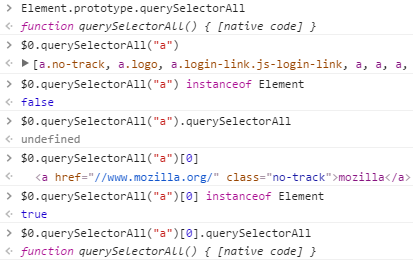 Element.prototype.querySelectorAll
function querySelectorAll() { [native code] }
$0.querySelectorAll("a")
[a.no-track, a.logo, a.login-link.js-login-link, a, a, a,
$0.querySelectorAll("a") instanceof Element
false
$0.querySelectorAll("a").querySelectorAll
undefined
$0.querySelectorAll("a")[0]
<a href="//www.mozilla.org/" class="no-track">mozilla</a>
$0.querySelectorAll("a")[0] instanceof Element
true
$0.querySelectorAll("a")[0].querySelectorAll
function querySelectorAll() { [native code] }